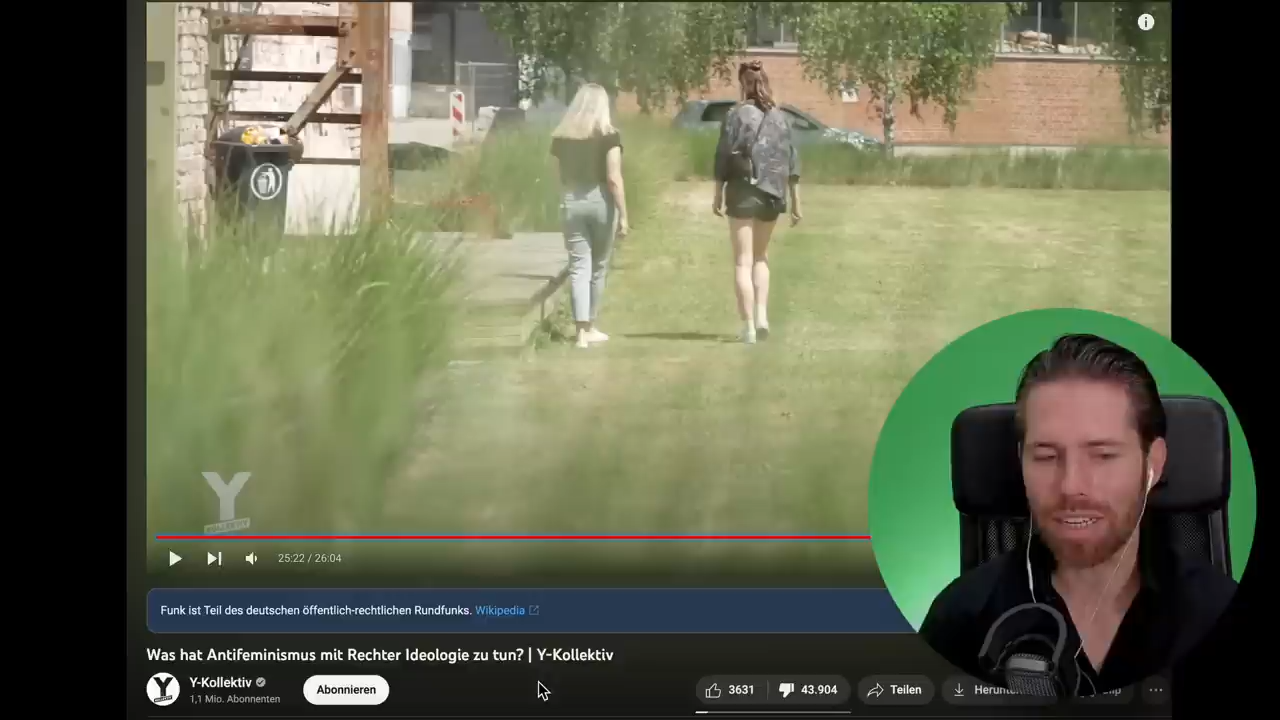 Y
KOLLEKTIV
25:22 / 26:04
Funk ist Teil des deutschen öffentlich-rechtlichen Rundfunks. Wikipedia
Was hat Antifeminismus mit Rechter Ideologie zu tun? | Y-Kollektiv
Y-Kollektiv
1,1 Mio. Abonnenten
Abonnieren
3631
43.904
Teilen